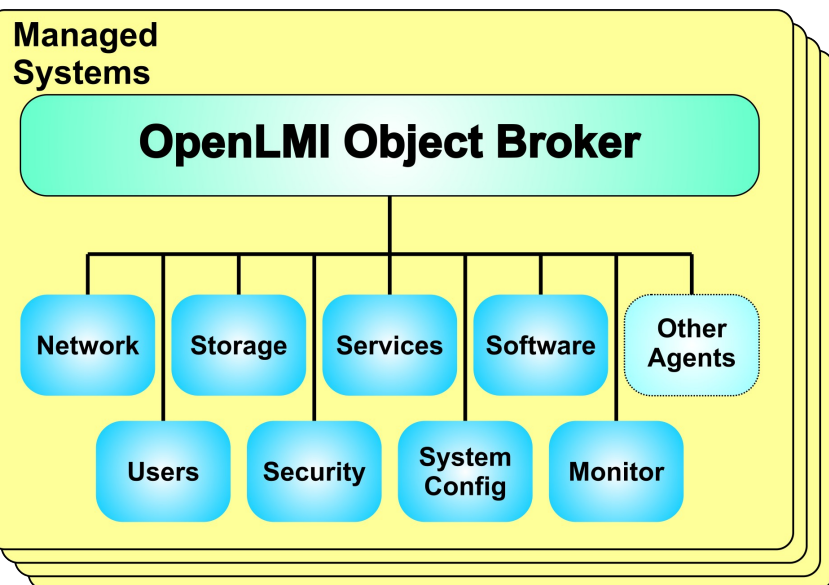 Managed
Systems
OpenLMI Object Broker
Network
Storage
Services
Software
Other
Agents
Users
Security
System
Config
Monitor